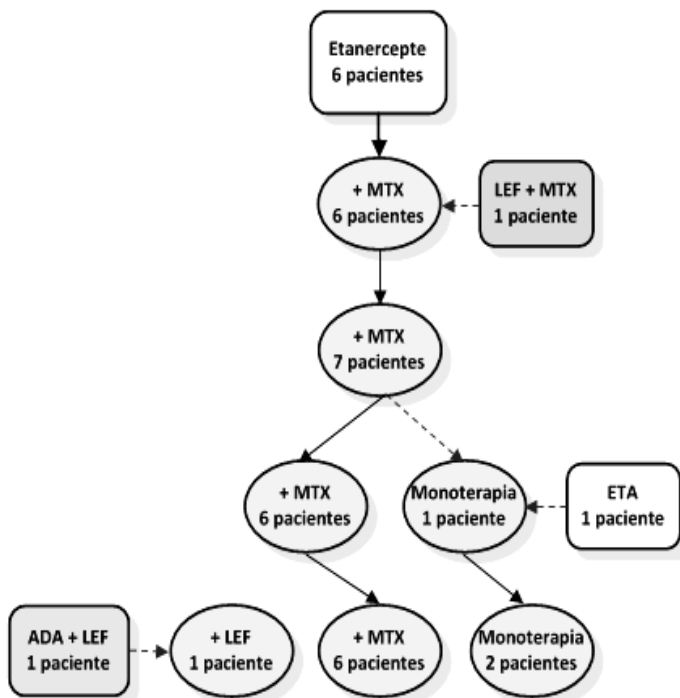 Etanercepte
6 pacientes
+ MTX
6 pacientes
LEF + MTX
1 paciente
+ MTX
7 pacientes
+ MTX
6 pacientes
Monoterapia
1 paciente
ETA
1 paciente
ADA + LEF
1 paciente
+ LEF
1 paciente
+ MTX
6 pacientes
Monoterapia
2 pacientes